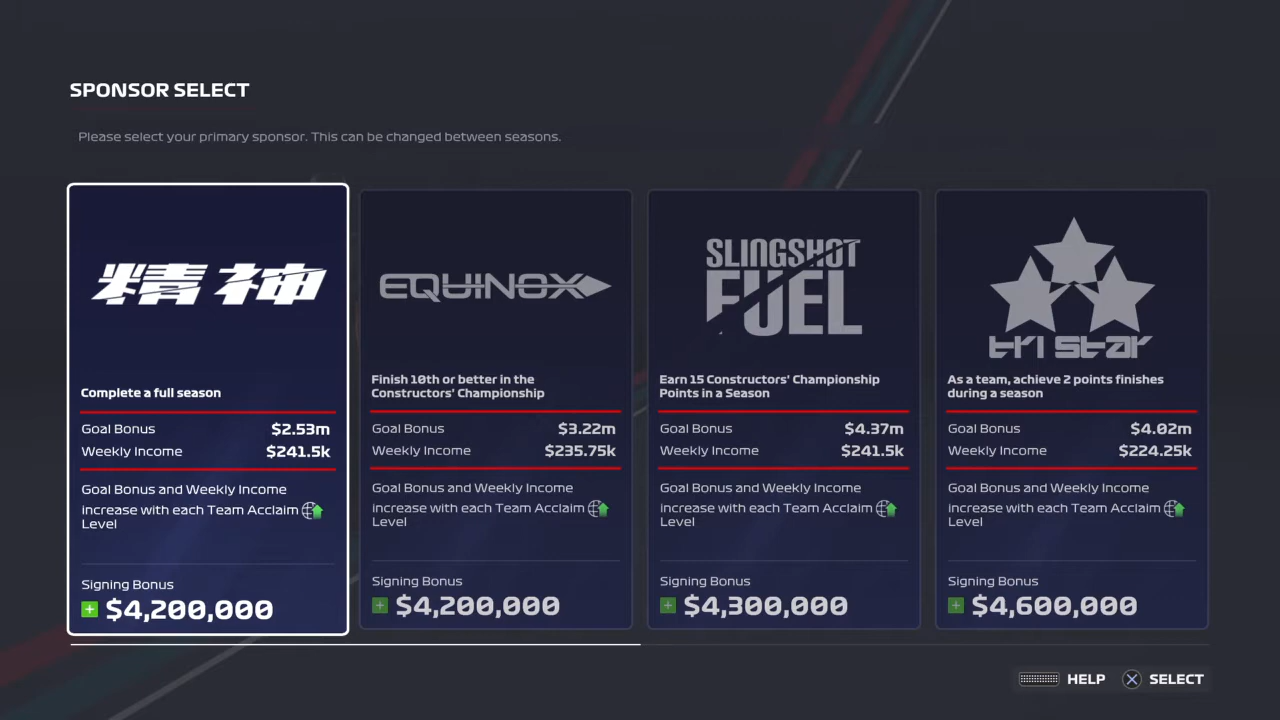 SPONSOR SELECT
Please select your primary sponsor. This can be changed between seasons.
精神
Complete a full season
Goal Bonus $2.53m
Weekly Income $241.5k
Goal Bonus and Weekly Income
increase with each Team Acclaim
Level
Signing Bonus
+ $4,200,000
EQUINOX
Finish 10th or better in the
Constructors' Championship
Goal Bonus $3.22m
Weekly Income $235.75k
Goal Bonus and Weekly Income
increase with each Team Acclaim
Level
Signing Bonus
+ $4,200,000
SLINGSHOT
FUEL
Earn 15 Constructors' Championship
Points in a Season
Goal Bonus $4.37m
Weekly Income $241.5k
Goal Bonus and Weekly Income
increase with each Team Acclaim
Level
Signing Bonus
+ $4,300,000
tri star
As a team, achieve 2 points finishes
during a season
Goal Bonus $4.02m
Weekly Income $224.25k
Goal Bonus and Weekly Income
increase with each Team Acclaim
Level
Signing Bonus
+ $4,600,000
HELP SELECT